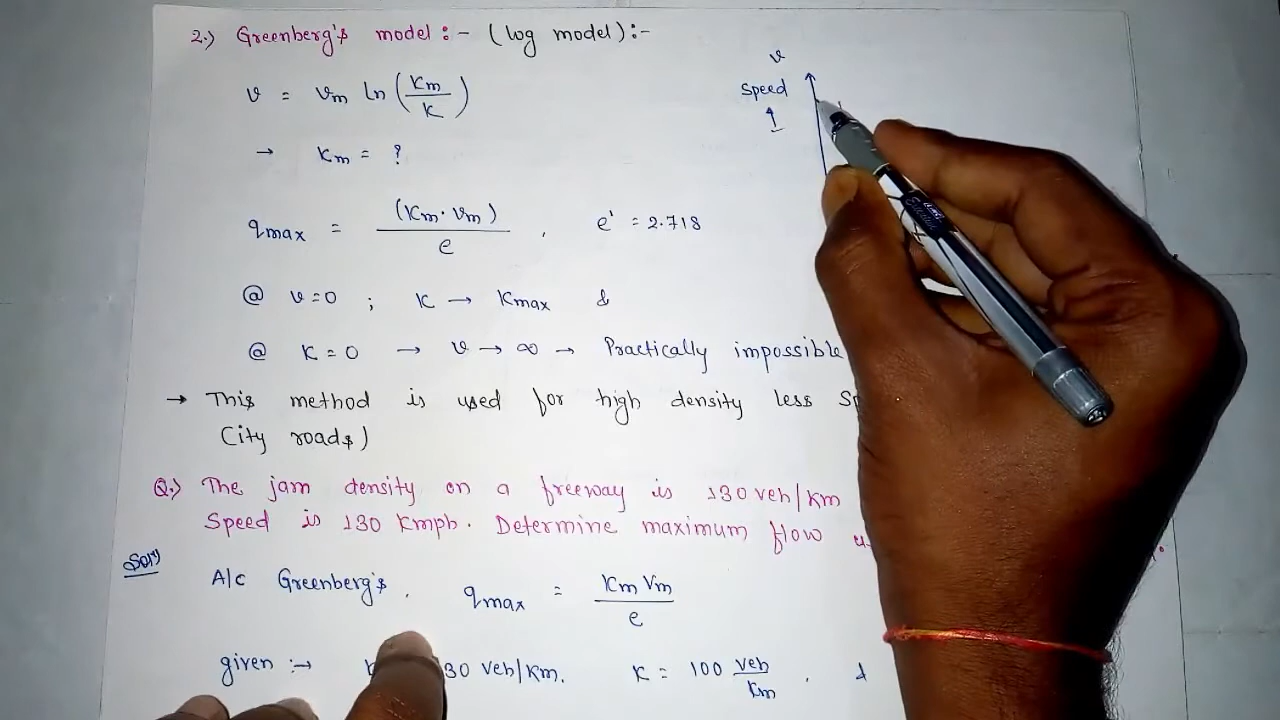 2.) Greenberg's model :- (log model) :-
v
Speed
v = Vm ln (Km/K)
→ Km = ?
qmax = (Km·Vm)/e , e¹ = 2.718
@ v=0 ; K → Kmax &
@ K=0 → v → ∞ → Practically impossible
→ This method is used for high density less Sp
City roads)
Q.) The jam density on a freeway is 130 veh/km
Speed is 130 Kmph. Determine maximum flow
Soln
A/c Greenberg's , qmax = Km Vm/e
given :→ 30 Veh/Km. K = 100 veh/Km , &